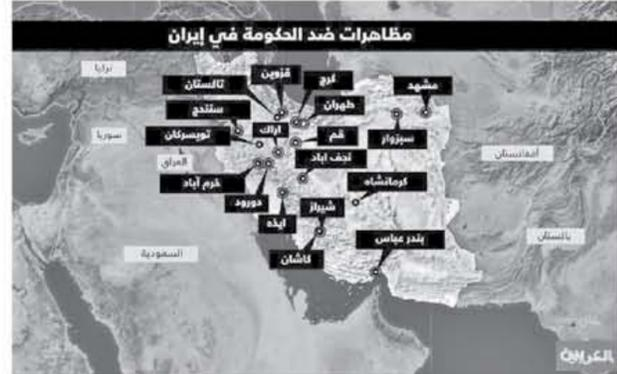 مظاهرات ضد الحكومة في إيران
تركيا
قزوين
كرج
تالستان
مشهد
سنندج
طهران
سوريا
تويسركان
اراك
قم
سبزوار
العراق
نجف اباد
أفغانستان
خرم آباد
كرمانشاه
دورود
ايذه
شيراز
بندر عباس
باكستان
السعودية
كاشان
العربية